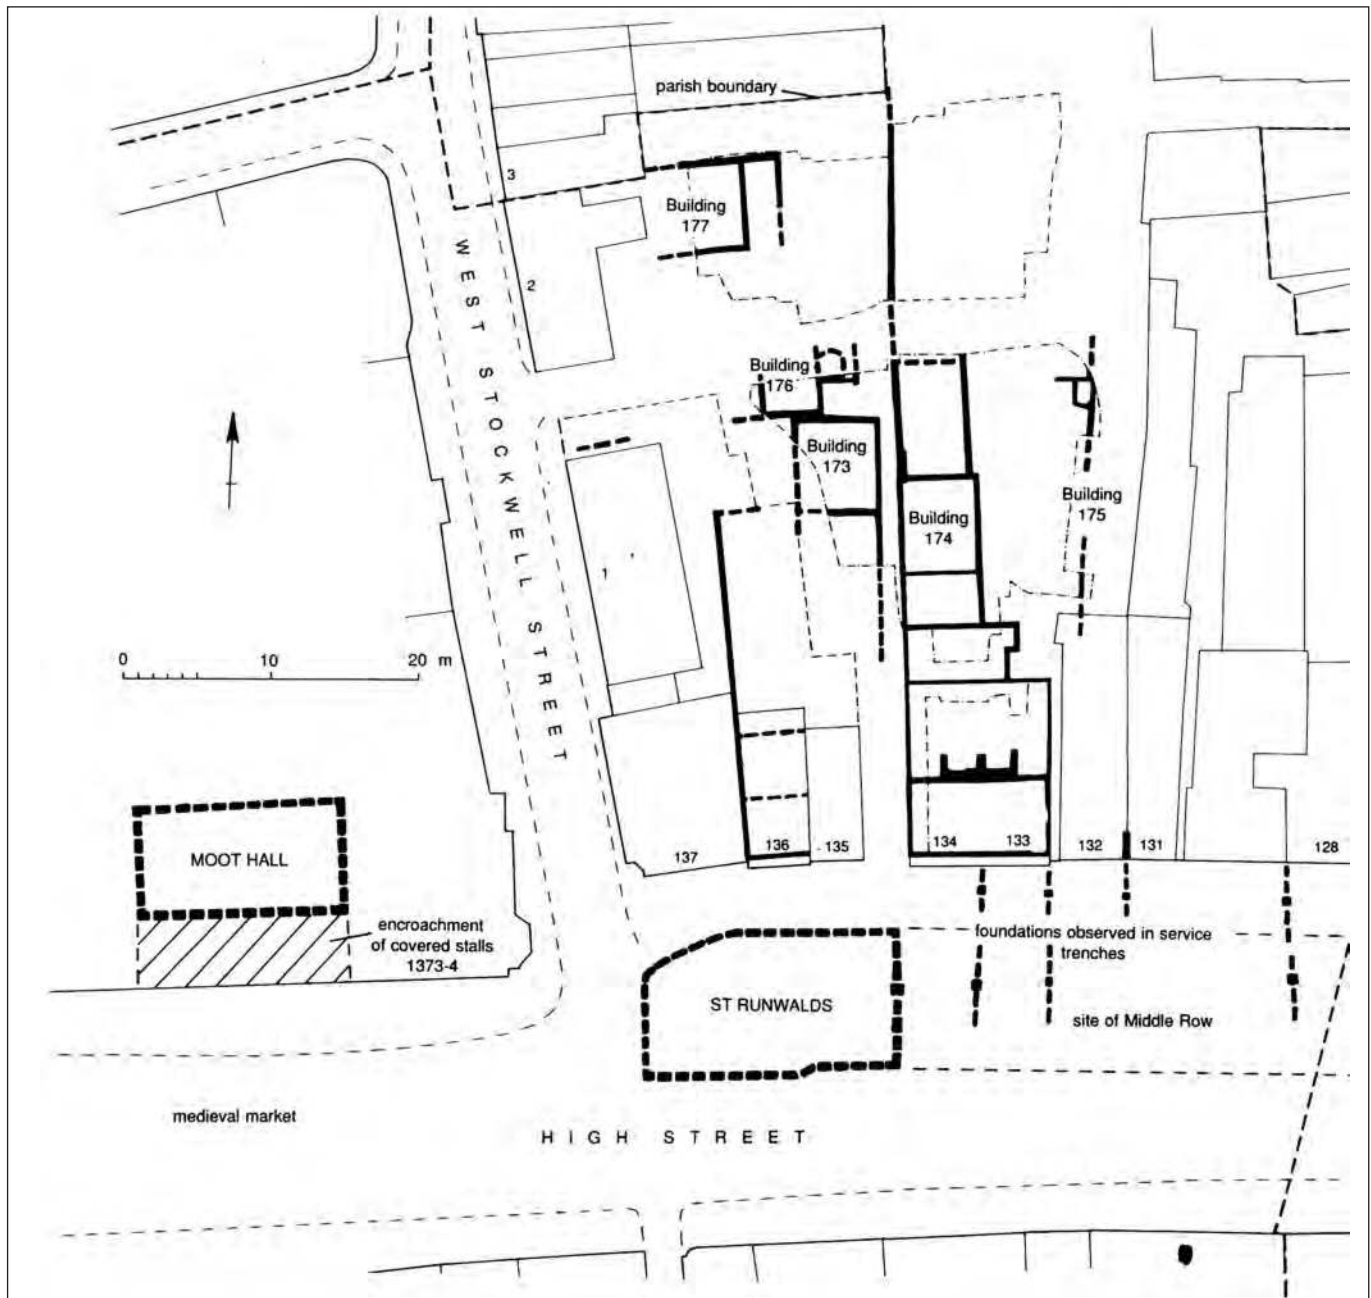 parish boundary
3
Building
177
2
WEST STOCKWELL STREET
Building
176
Building
173
Building
174
Building
175
1
0 10 20 m
MOOT HALL
encroachment
of covered stalls
1373-4
137
136
135
134
133
132
131
128
foundations observed in service
trenches
ST RUNWALDS
site of Middle Row
medieval market
HIGH STREET